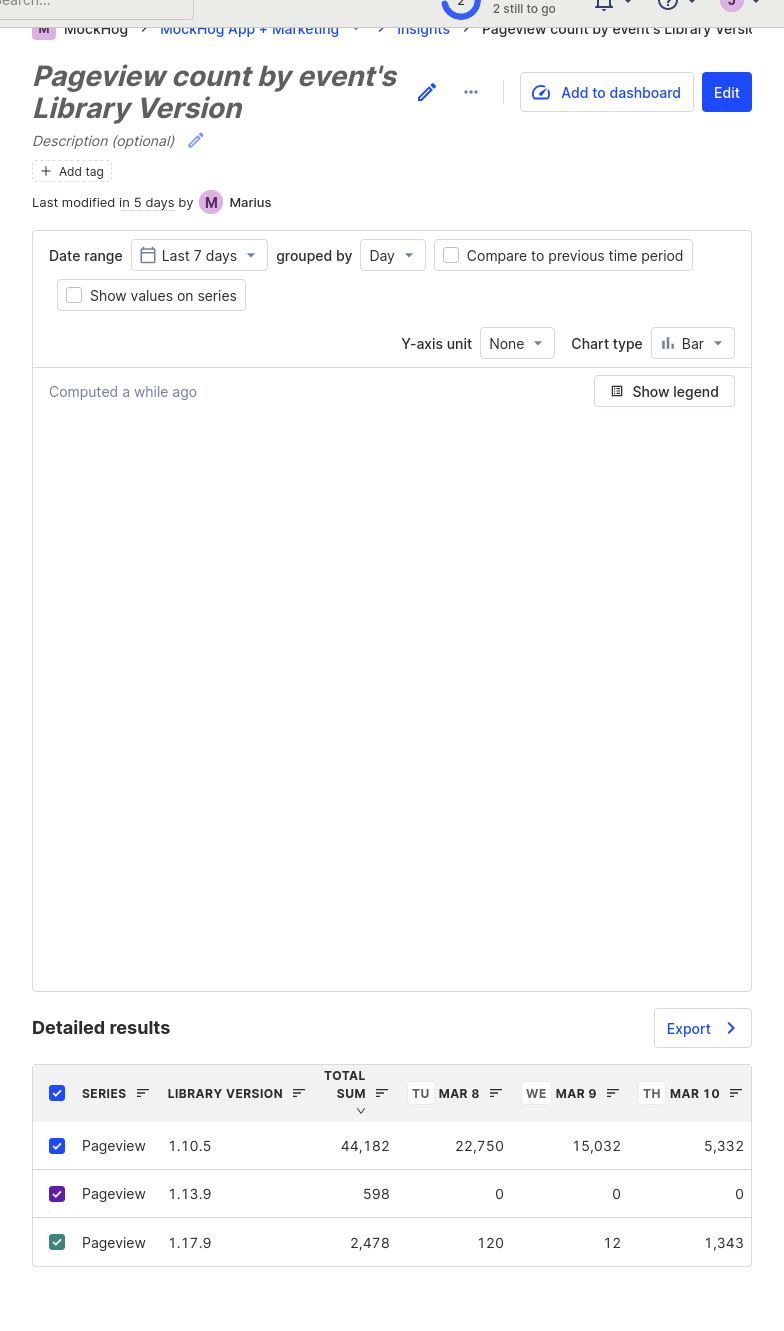 Search...
2
2 still to go
J
M MockHog > MockHog App + Marketing > Insights > Pageview count by event's Library
Pageview count by event's
Library Version
Add to dashboard
Edit
Description (optional)
+ Add tag
Last modified in 5 days by M Marius
Date range Last 7 days grouped by Day Compare to previous time period
Show values on series
Y-axis unit None Chart type Bar
Computed a while ago
Show legend
Detailed results
Export
SERIES LIBRARY VERSION TOTAL SUM TU MAR 8 WE MAR 9 TH MAR 10
Pageview 1.10.5 44,182 22,750 15,032 5,332
Pageview 1.13.9 598 0 0 0
Pageview 1.17.9 2,478 120 12 1,343